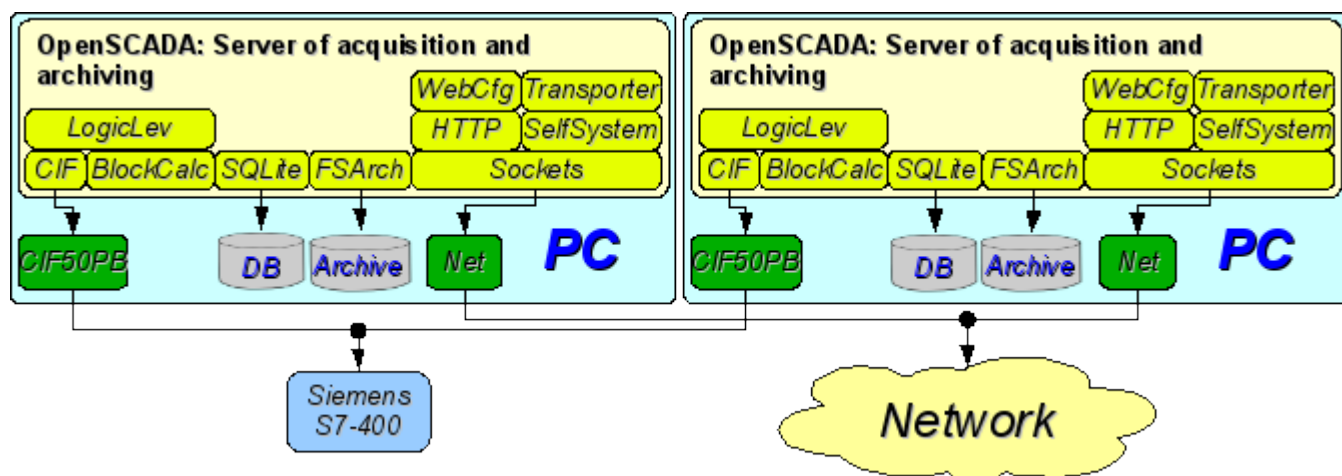 OpenSCADA: Server of acquisition and
archiving
WebCfg Transporter
LogicLev HTTP SelfSystem
CIF BlockCalc SQLite FSArch Sockets
CIF50PB DB Archive Net PC
OpenSCADA: Server of acquisition and
archiving
WebCfg Transporter
LogicLev HTTP SelfSystem
CIF BlockCalc SQLite FSArch Sockets
CIF50PB DB Archive Net PC
Siemens
S7-400
Network